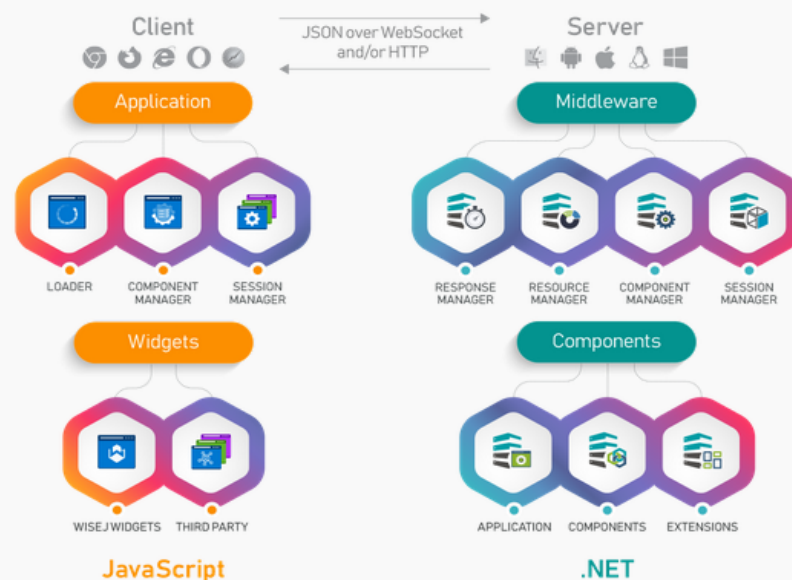 Client
JSON over WebSocket
and/or HTTP
Server
Application
Middleware
LOADER
COMPONENT
MANAGER
SESSION
MANAGER
RESPONSE
MANAGER
RESOURCE
MANAGER
COMPONENT
MANAGER
SESSION
MANAGER
Widgets
Components
WISEJ WIDGETS
THIRD PARTY
APPLICATION
COMPONENTS
EXTENSIONS
JavaScript
.NET